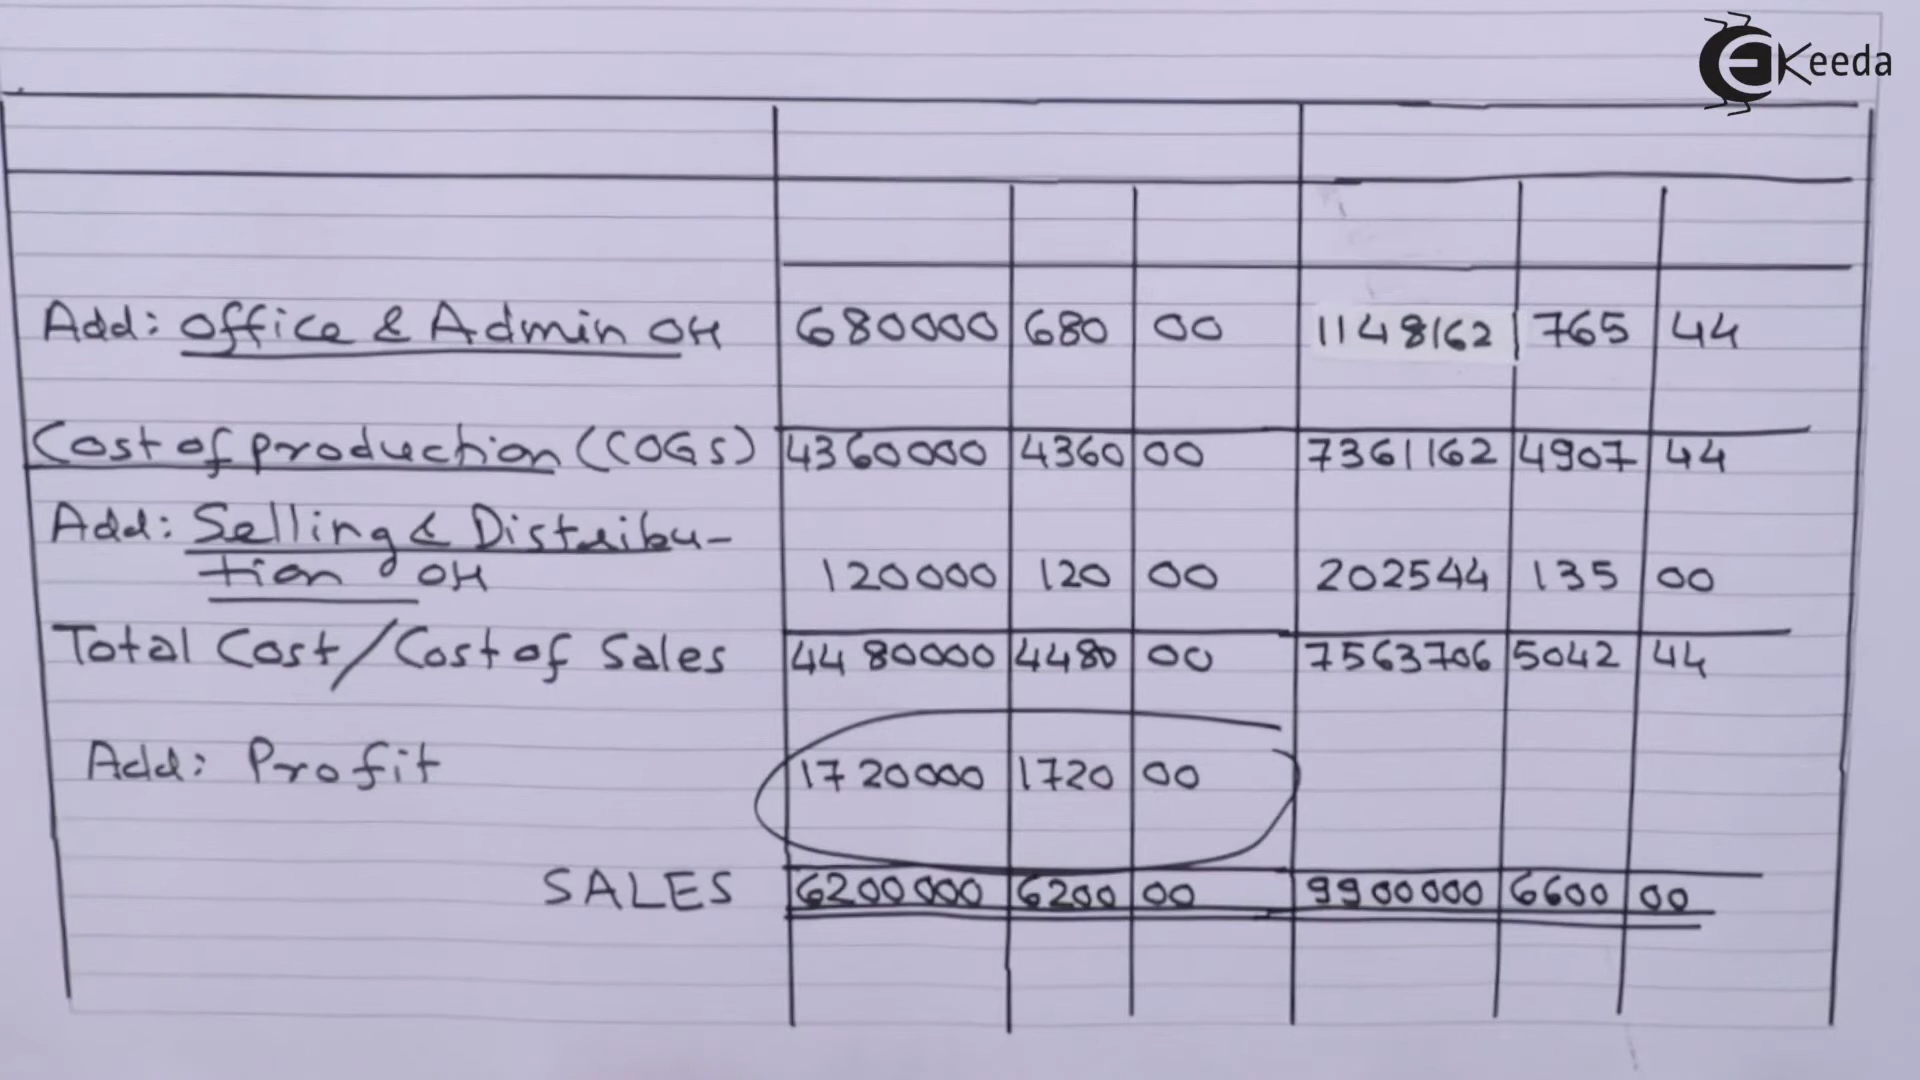 Keeda
Add: Office & Admin OH 680000 680 00 1148162 765 44
Cost of production (COGS) 4360000 4360 00 7361162 4907 44
Add: Selling & Distribu-
tion OH 120000 120 00 202544 135 00
Total Cost/Cost of Sales 4480000 4480 00 7563706 5042 44
Add: Profit 1720000 1720 00
SALES 6200000 6200 00 9900000 6600 00